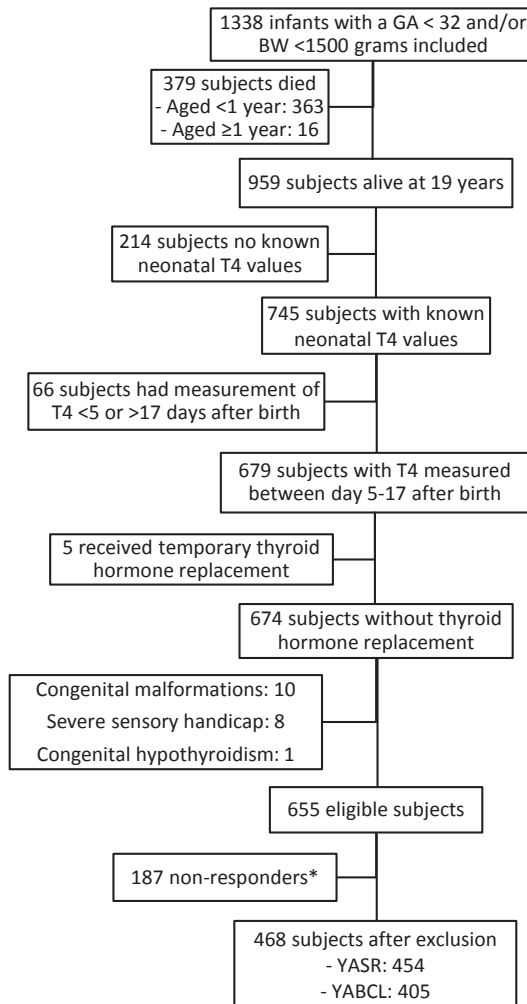 1338 infants with a GA < 32 and/or
BW <1500 grams included
379 subjects died
- Aged <1 year: 363
- Aged ≥1 year: 16
959 subjects alive at 19 years
214 subjects no known
neonatal T4 values
745 subjects with known
neonatal T4 values
66 subjects had measurement of
T4 <5 or >17 days after birth
679 subjects with T4 measured
between day 5-17 after birth
5 received temporary thyroid
hormone replacement
674 subjects without thyroid
hormone replacement
Congenital malformations: 10
Severe sensory handicap: 8
Congenital hypothyroidism: 1
655 eligible subjects
187 non-responders*
468 subjects after exclusion
- YASR: 454
- YABCL: 405